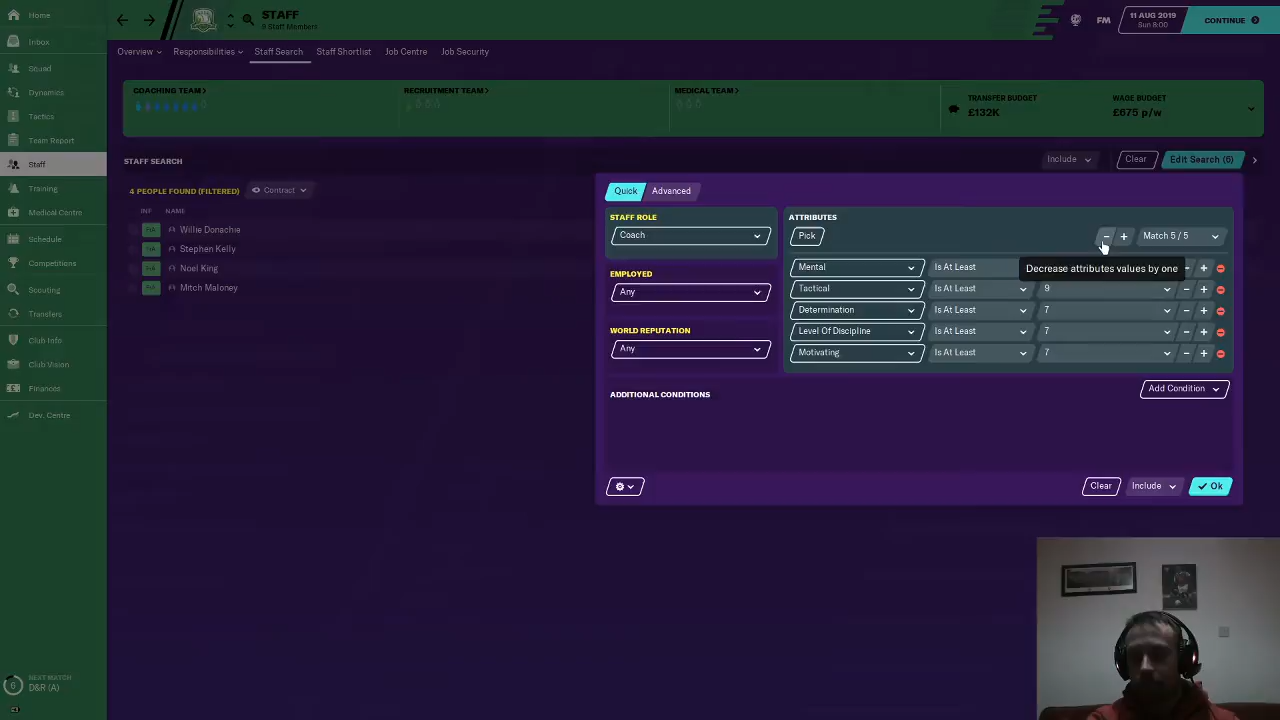 Home
STAFF
5 Staff Members
FM
11 AUG 2019
Sun 8:00
CONTINUE
Inbox
Overview
Responsibilities
Staff Search
Staff Shortlist
Job Centre
Job Security
Squad
Dynamics
Tactics
Team Report
Staff
Training
Medical Centre
Schedule
Competitions
Scouting
Transfers
Club Info
Club Vision
Finances
Dev. Centre
COACHING TEAM
RECRUITMENT TEAM
MEDICAL TEAM
TRANSFER BUDGET
£132K
WAGE BUDGET
£675 p/w
STAFF SEARCH
Include
Clear
Edit Search (6)
4 PEOPLE FOUND (FILTERED)
Contract
INF
NAME
Willie Donachie
Stephen Kelly
Noel King
Mitch Maloney
Quick
Advanced
STAFF ROLE
Coach
EMPLOYED
Any
WORLD REPUTATION
Any
ATTRIBUTES
Pick
- +
Match 5 / 5
Decrease attributes values by one
Mental
Is At Least
- +
Tactical
Is At Least
9
- +
Determination
Is At Least
7
- +
Level Of Discipline
Is At Least
7
- +
Motivating
Is At Least
7
- +
ADDITIONAL CONDITIONS
Add Condition
Clear
Include
Ok
NEXT MATCH
6
D&R (A)